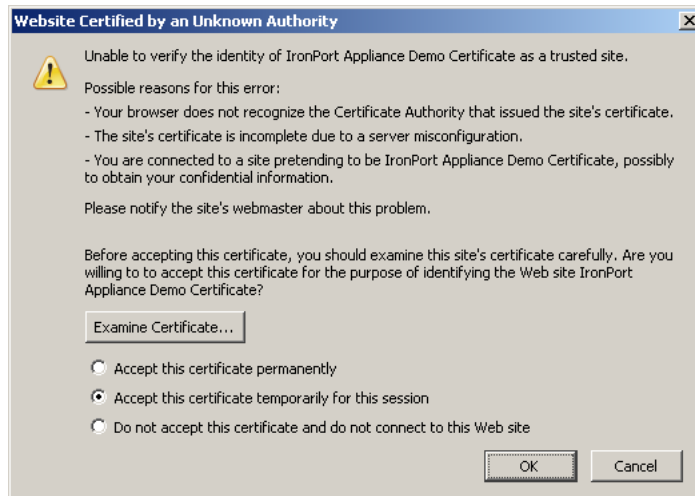 Website Certified by an Unknown Authority
Unable to verify the identity of IronPort Appliance Demo Certificate as a trusted site.
Possible reasons for this error:
- Your browser does not recognize the Certificate Authority that issued the site's certificate.
- The site's certificate is incomplete due to a server misconfiguration.
- You are connected to a site pretending to be IronPort Appliance Demo Certificate, possibly
to obtain your confidential information.
Please notify the site's webmaster about this problem.
Before accepting this certificate, you should examine this site's certificate carefully. Are you
willing to to accept this certificate for the purpose of identifying the Web site IronPort
Appliance Demo Certificate?
Examine Certificate...
Accept this certificate permanently
Accept this certificate temporarily for this session
Do not accept this certificate and do not connect to this Web site
OK Cancel